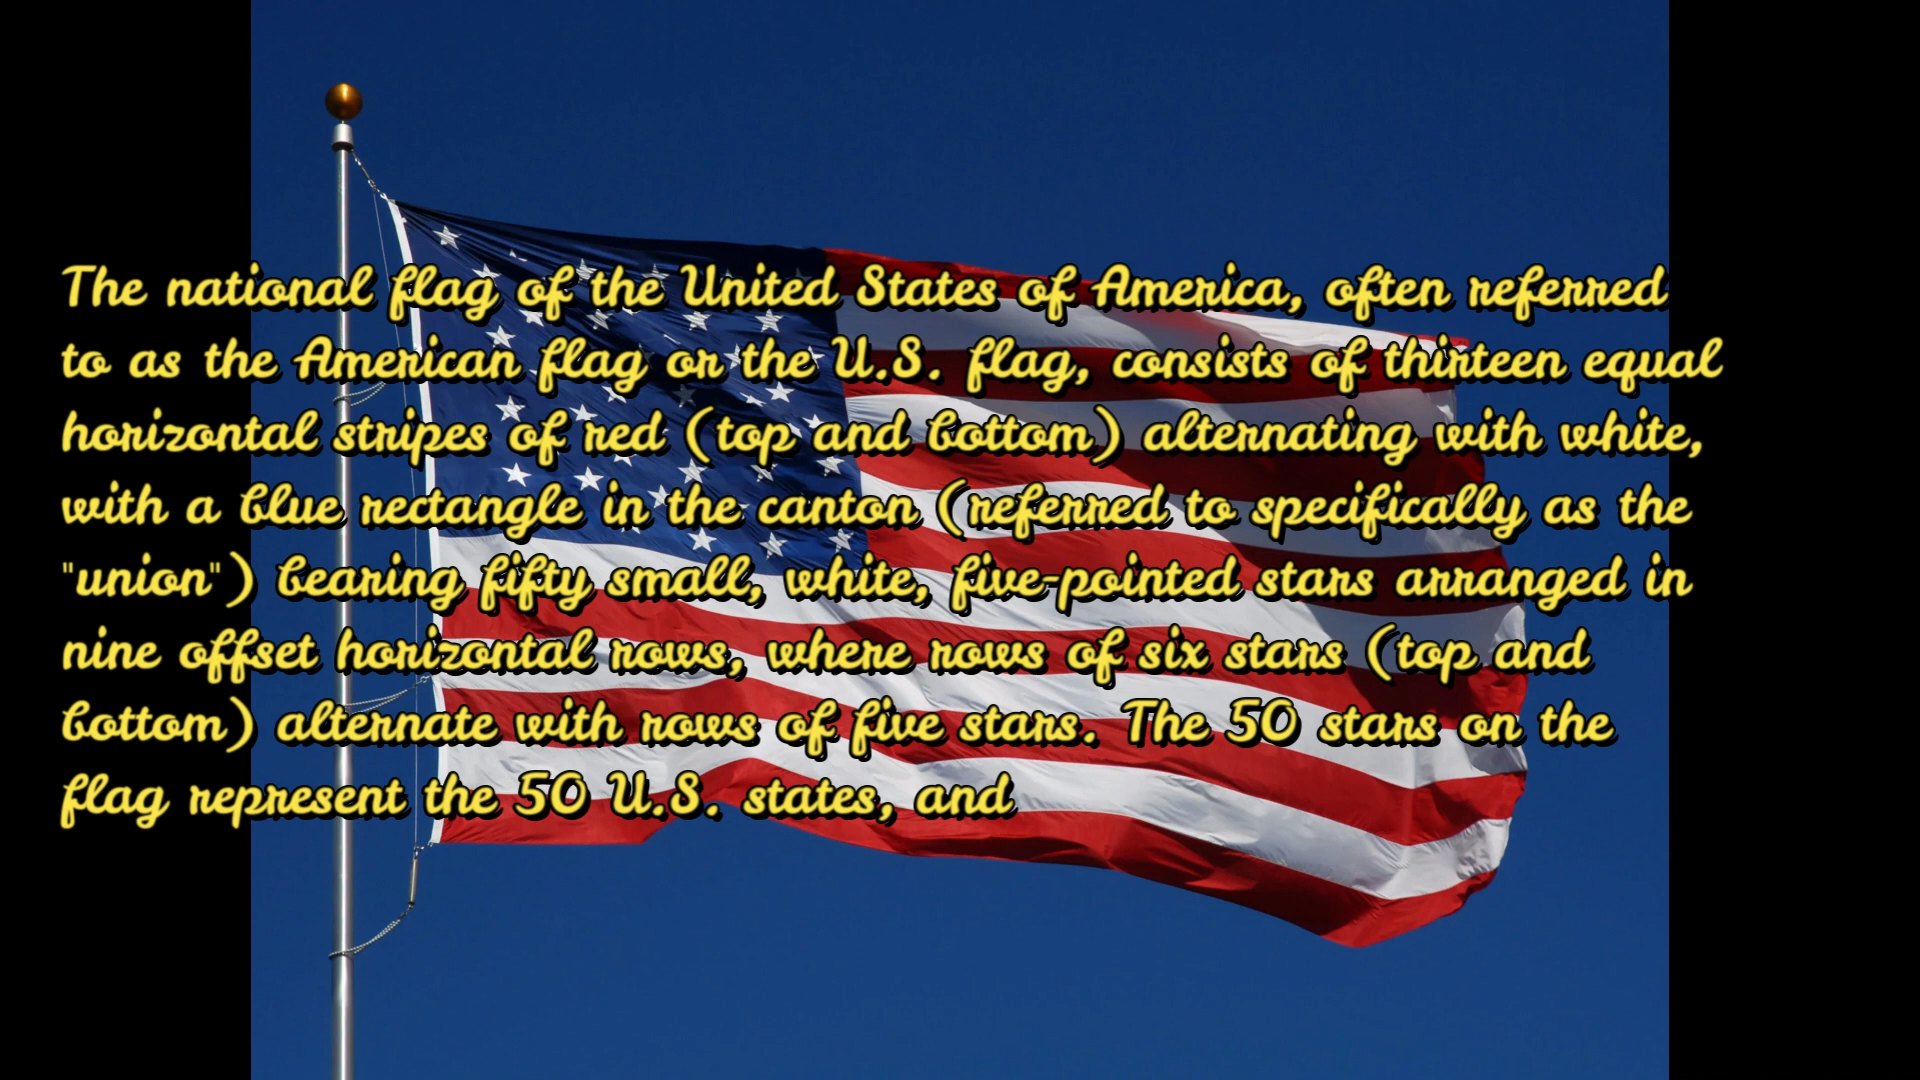 The national flag of the United States of America, often referred
to as the American flag or the U.S. flag, consists of thirteen equal
horizontal stripes of red (top and bottom) alternating with white,
with a blue rectangle in the canton (referred to specifically as the
"union") bearing fifty small, white, five-pointed stars arranged in
nine offset horizontal rows, where rows of six stars (top and
bottom) alternate with rows of five stars. The 50 stars on the
flag represent the 50 U.S. states, and